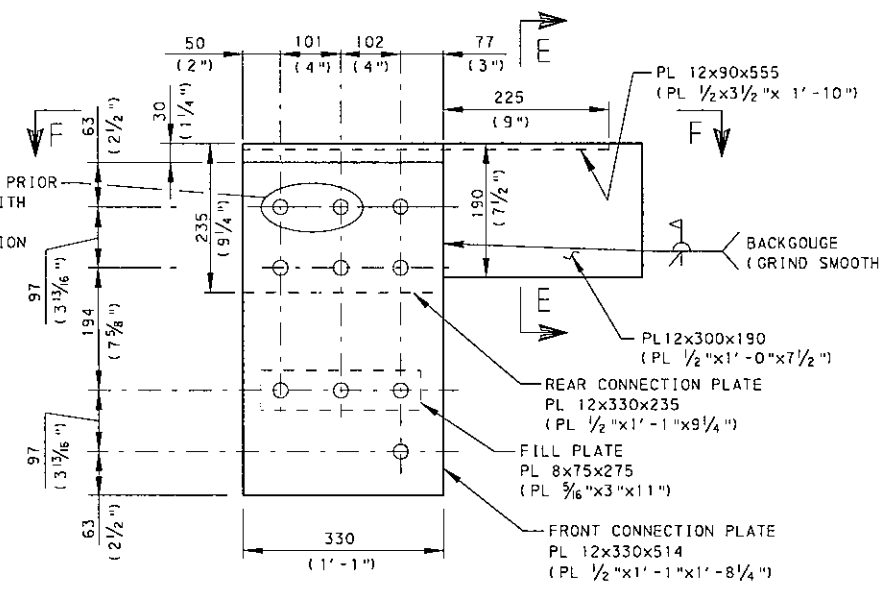 50
(2")
101
(4")
102
(4")
77
(3")
E
225
(9")
PL 12x90x555
(PL 1/2x3 1/2"x 1'-10")
F
63
(2 1/2")
30
(1 1/4")
F
PRIOR
ITH
ION
235
(9 1/4")
190
(7 1/2")
BACKGOUGE
(GRIND SMOOTH
97
(3 13/16")
E
194
(7 5/8")
PL12x300x190
(PL 1/2"x1'-0"x7 1/2")
REAR CONNECTION PLATE
PL 12x330x235
(PL 1/2"x1'-1"x9 1/4")
97
(3 13/16")
FILL PLATE
PL 8x75x275
(PL 5/16"x3"x11")
63
(2 1/2")
330
(1'-1")
FRONT CONNECTION PLATE
PL 12x330x514
(PL 1/2"x1'-1"x1'-8 1/4")